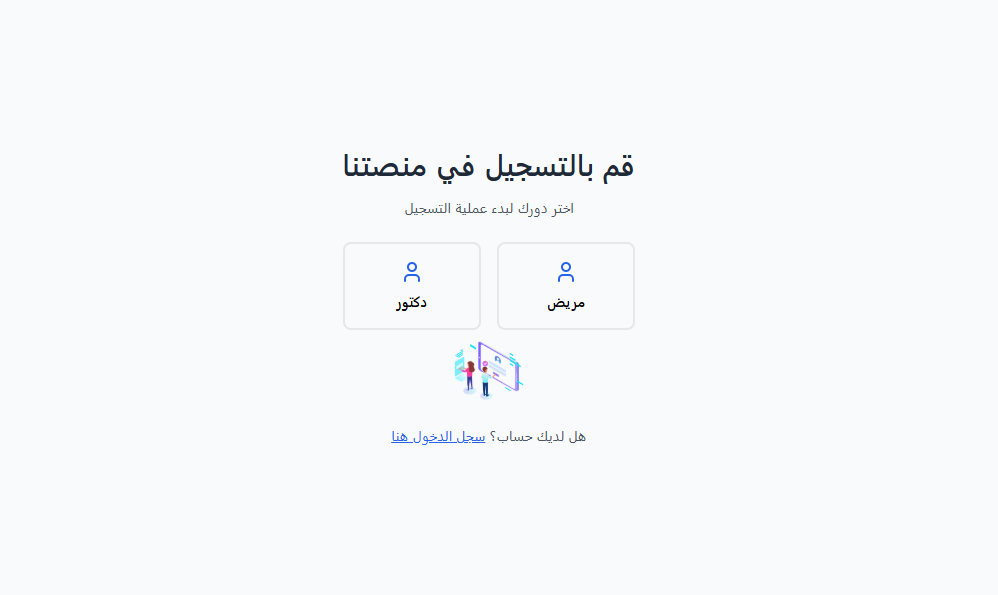 قم بالتسجيل في منصتنا
اختر دورك لبدء عملية التسجيل
مريض
دكتور
هل لديك حساب؟ سجل الدخول هنا